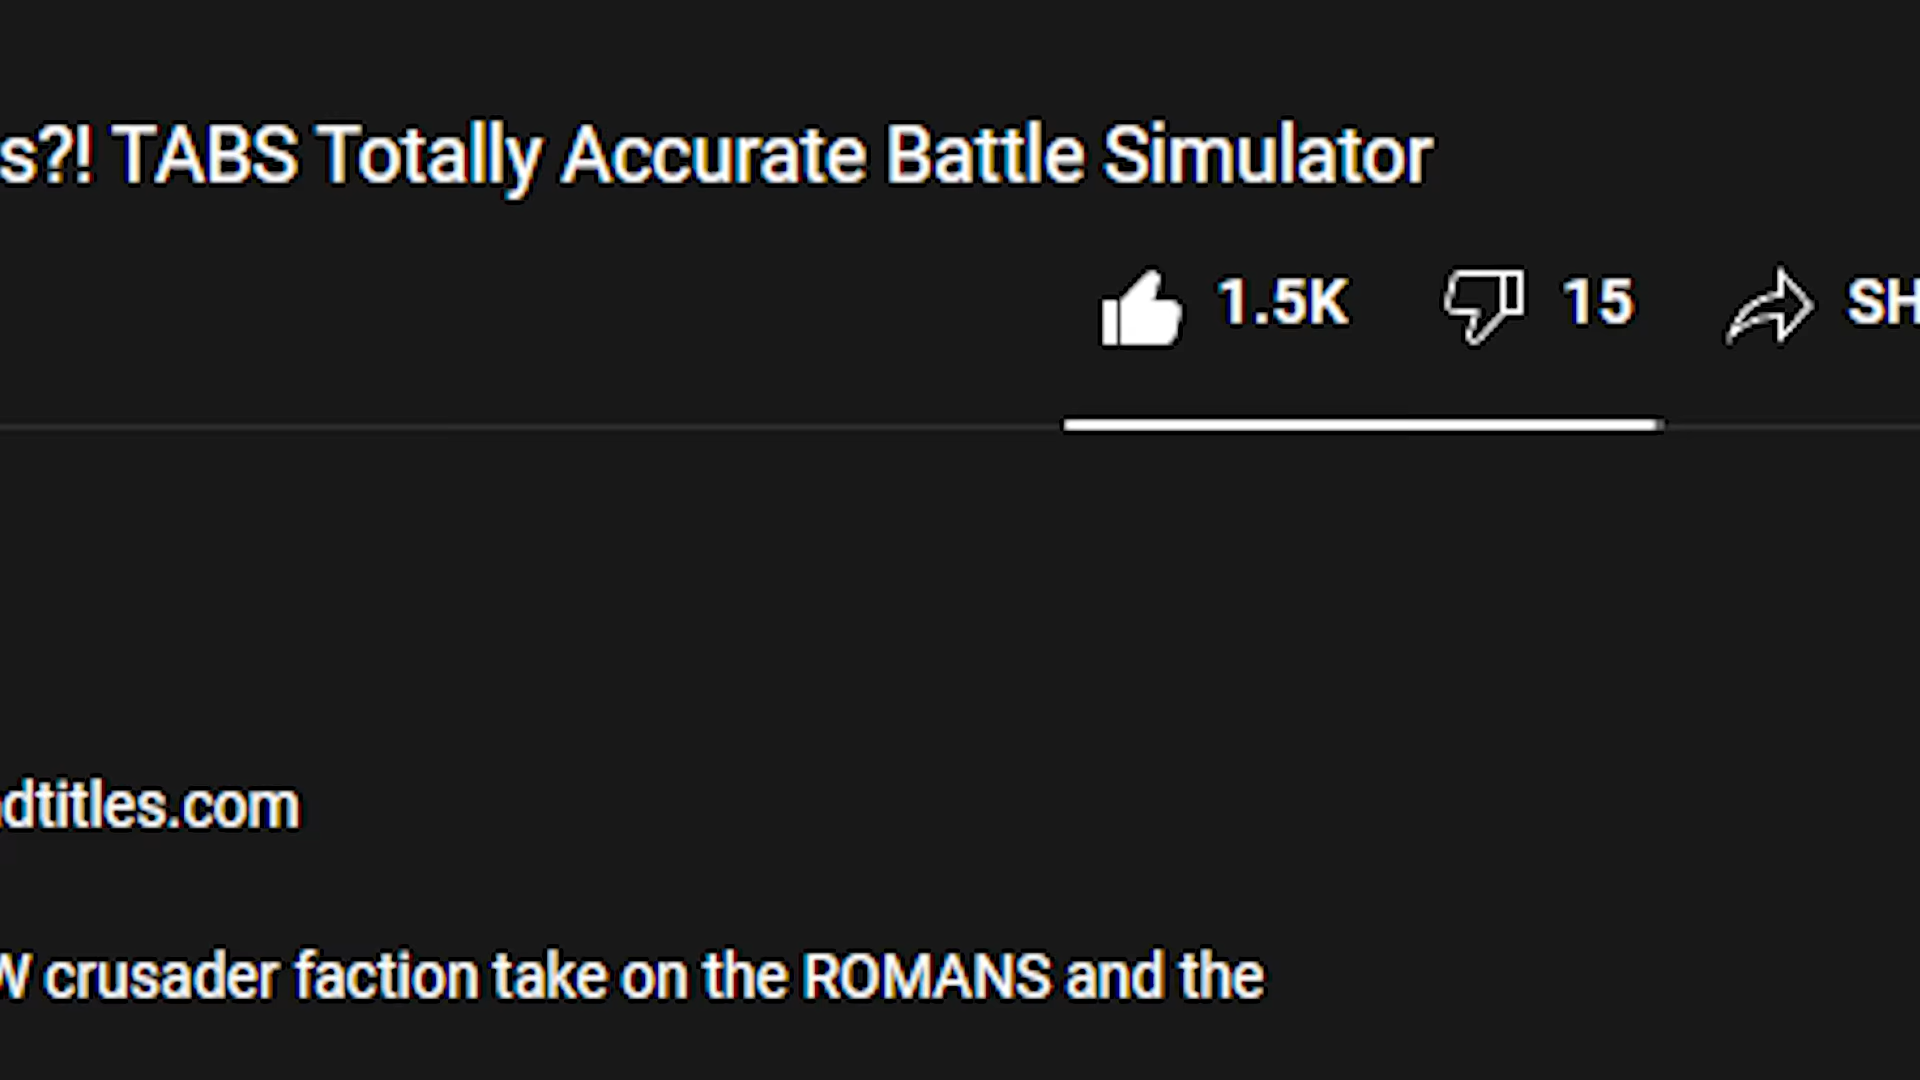 s?! TABS Totally Accurate Battle Simulator
1.5K 15 SH
dtitles.com
W crusader faction take on the ROMANS and the